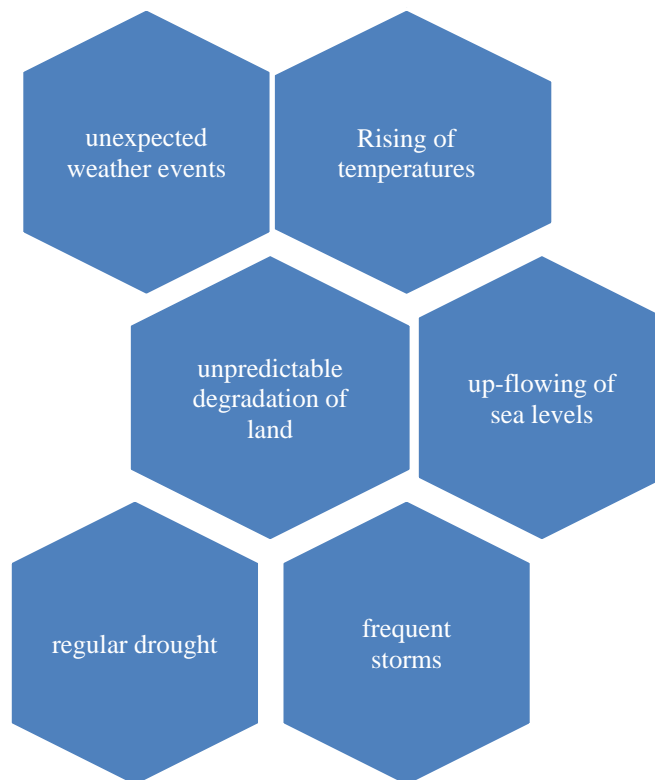 unexpected
weather events
Rising of
temperatures
unpredictable
degradation of
land
up-flowing of
sea levels
regular drought
frequent
storms